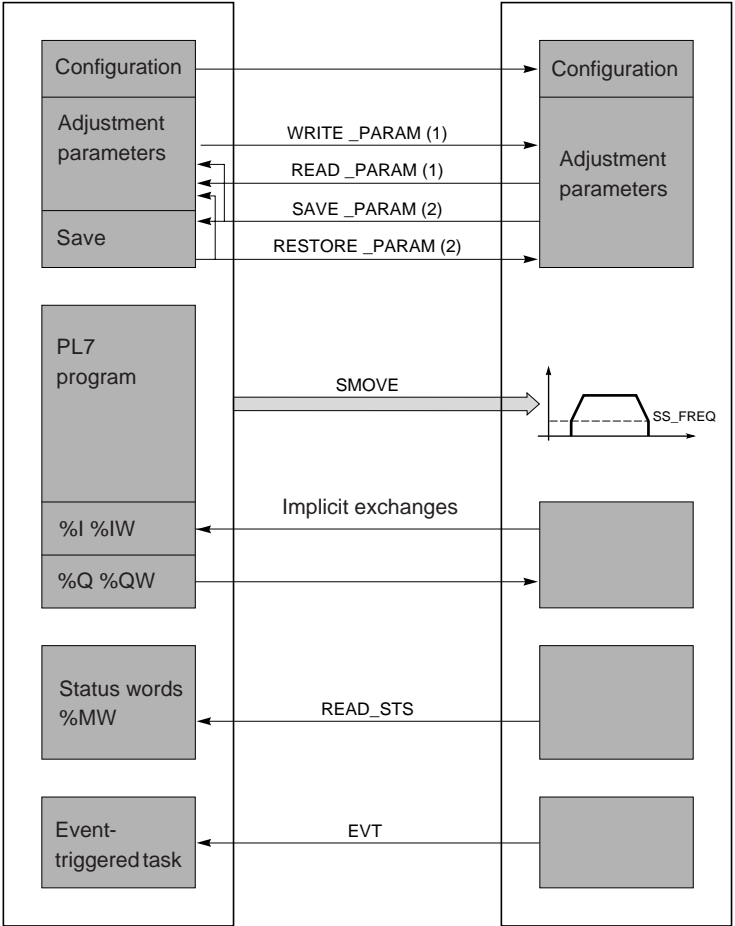 Configuration
Configuration
Adjustment
parameters
WRITE _PARAM (1)
READ _PARAM (1)
SAVE _PARAM (2)
RESTORE _PARAM (2)
Adjustment
parameters
Save
PL7
program
SMOVE
SS_FREQ
Implicit exchanges
%I %IW
%Q %QW
Status words
%MW
READ_STS
Event-
triggered task
EVT